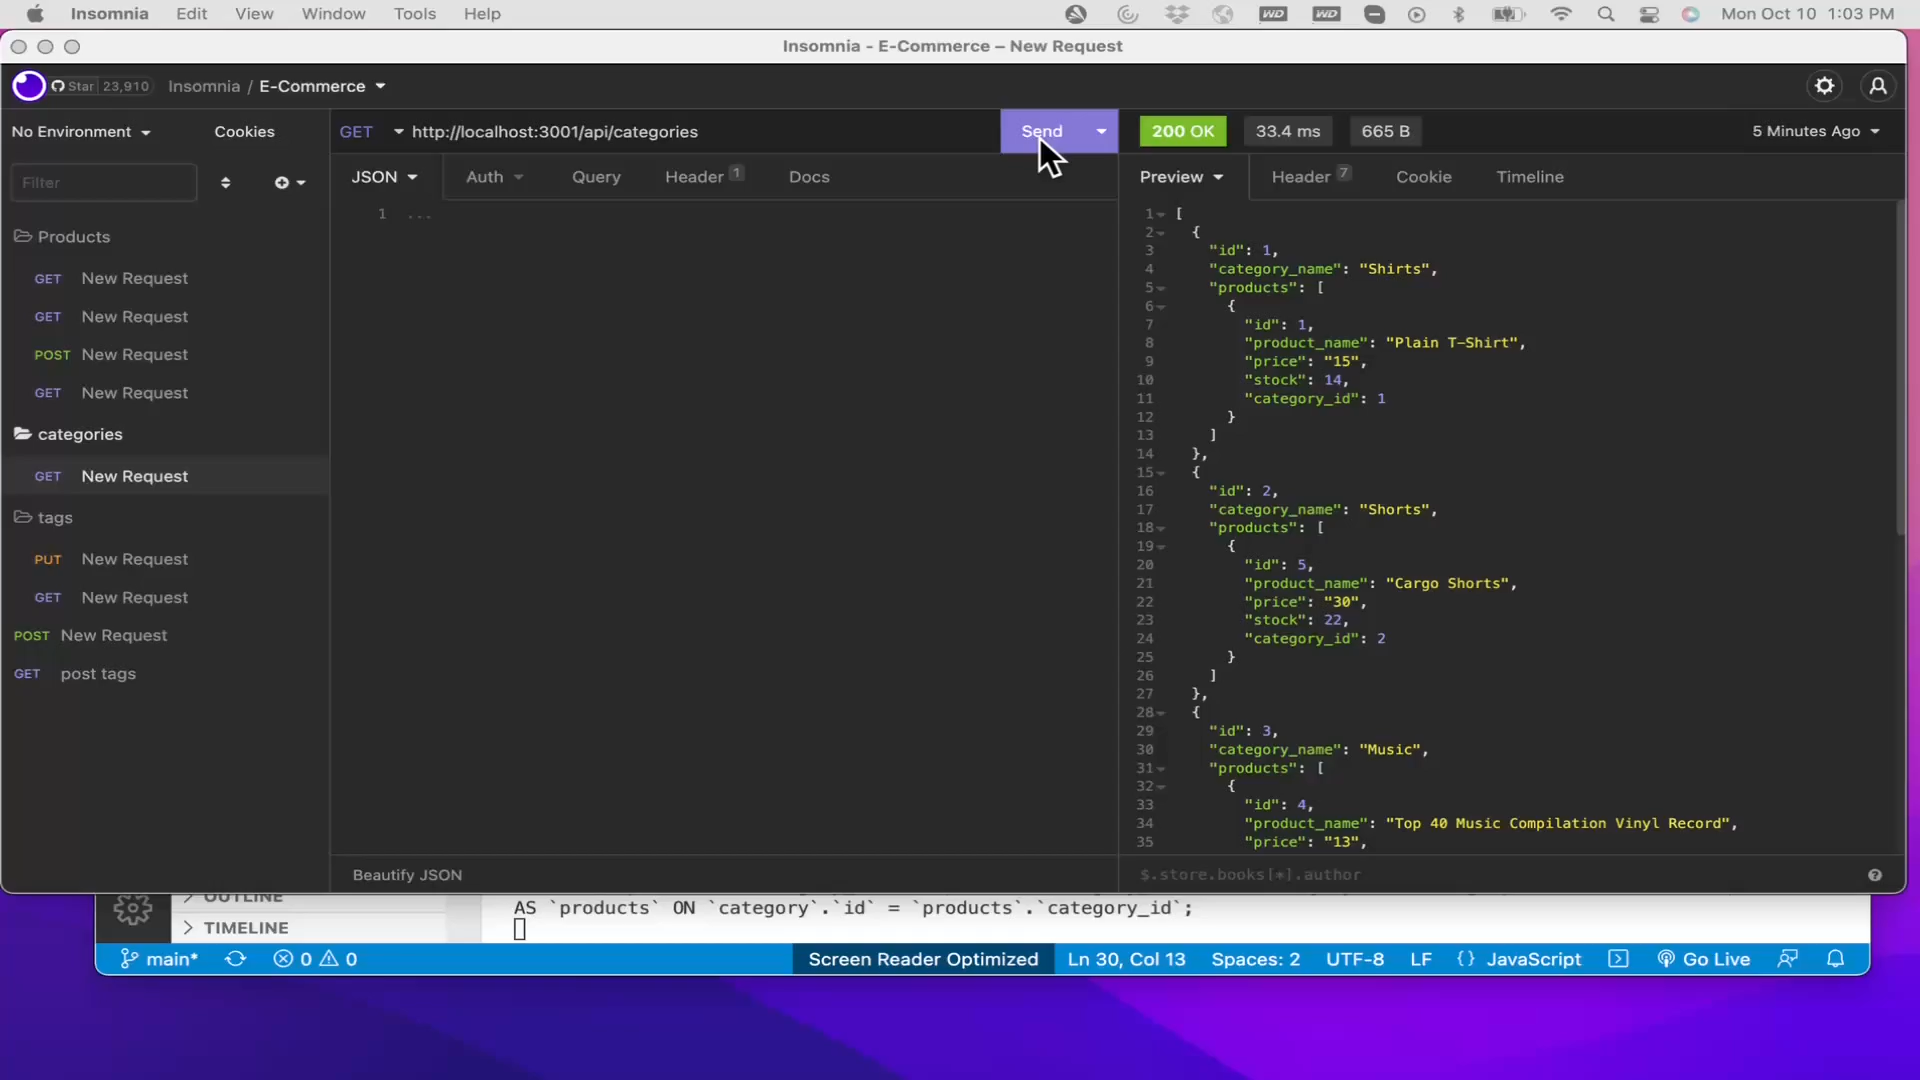 Insomnia Edit View Window Tools Help
WD WD Mon Oct 10 1:03 PM
Insomnia - E-Commerce – New Request
Star 23,910 Insomnia / E-Commerce
No Environment Cookies
GET http://localhost:3001/api/categories Send
200 OK 33.4 ms 665 B 5 Minutes Ago
Filter
JSON Auth Query Header 1 Docs
Preview Header 7 Cookie Timeline
Products
GET New Request
GET New Request
POST New Request
GET New Request
categories
GET New Request
tags
PUT New Request
GET New Request
POST New Request
GET post tags
1 ...
1 [
2 {
3 "id": 1,
4 "category_name": "Shirts",
5 "products": [
6 {
7 "id": 1,
8 "product_name": "Plain T-Shirt",
9 "price": "15",
10 "stock": 14,
11 "category_id": 1
12 }
13 ]
14 },
15 {
16 "id": 2,
17 "category_name": "Shorts",
18 "products": [
19 {
20 "id": 5,
21 "product_name": "Cargo Shorts",
22 "price": "30",
23 "stock": 22,
24 "category_id": 2
25 }
26 ]
27 },
28 {
29 "id": 3,
30 "category_name": "Music",
31 "products": [
32 {
33 "id": 4,
34 "product_name": "Top 40 Music Compilation Vinyl Record",
35 "price": "13",
Beautify JSON
$.store.books[*].author
OUTLINE
TIMELINE
AS `products` ON `category`.`id` = `products`.`category_id`;
main* 0 0 Screen Reader Optimized Ln 30, Col 13 Spaces: 2 UTF-8 LF {} JavaScript Go Live